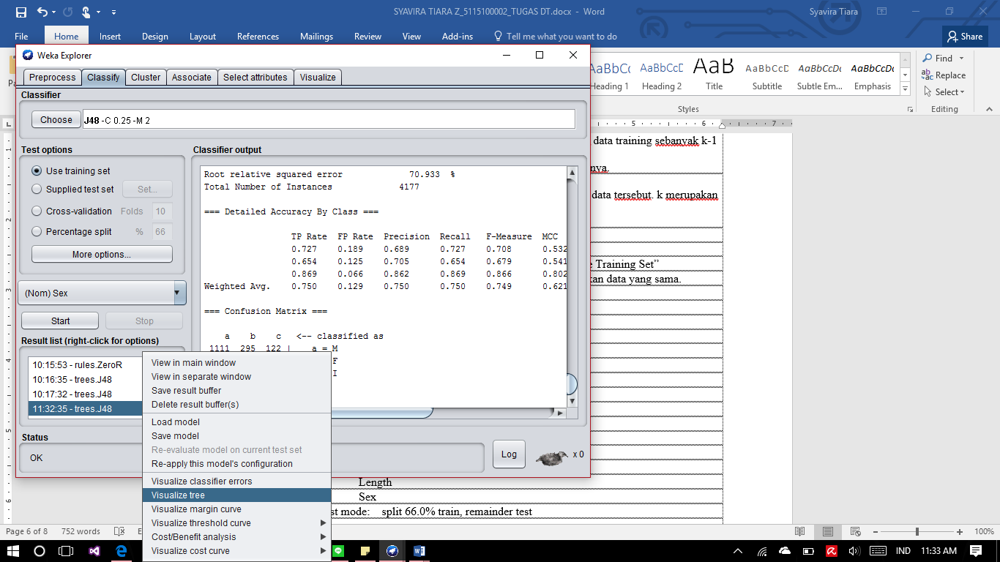 SYAVIRA TIARA Z_5115100002_TUGAS DT.docx - Word
Syavira Tiara
File Home Insert Design Layout References Mailings Review View Add-ins Tell me what you want to do Share
Weka Explorer
Preprocess Classify Cluster Associate Select attributes Visualize
Classifier
Choose J48 -C 0.25 -M 2
Test options
Use training set
Supplied test set Set...
Cross-validation Folds 10
Percentage split % 66
More options...
(Nom) Sex
Start Stop
Result list (right-click for options)
10:15:53 - rules.ZeroR
10:16:35 - trees.J48
10:17:32 - trees.J48
11:32:35 - trees.J48
Status
OK
Log
x 0
Classifier output
Root relative squared error 70.933 %
Total Number of Instances 4177
=== Detailed Accuracy By Class ===
TP Rate FP Rate Precision Recall F-Measure MCC
0.727 0.189 0.689 0.727 0.708 0.532
0.654 0.125 0.705 0.654 0.679 0.541
0.869 0.066 0.862 0.869 0.866 0.802
Weighted Avg. 0.750 0.129 0.750 0.750 0.749 0.621
=== Confusion Matrix ===
a b c <-- classified as
1111 295 122 | a = M
F
I
View in main window
View in separate window
Save result buffer
Delete result buffer(s)
Load model
Save model
Re-evaluate model on current test set
Re-apply this model's configuration
Visualize classifier errors
Visualize tree
Visualize margin curve
Visualize threshold curve
Cost/Benefit analysis
Visualize cost curve
AaBbCc AaBbCcD AaB AaBbCcD AaBbCcDc AaBbCcDc
Heading 1 Heading 2 Title Subtitle Subtle Em... Emphasis
Styles
Find
Replace
Select
Editing
5 6 7
1 2 3 4 5 6
data training sebanyak k-1
nya.
data tersebut. k merupakan
Training Set”
kan data yang sama.
Length
Sex
st mode: split 66.0% train, remainder test
Page 6 of 8 752 words
100%
IND 11:33 AM